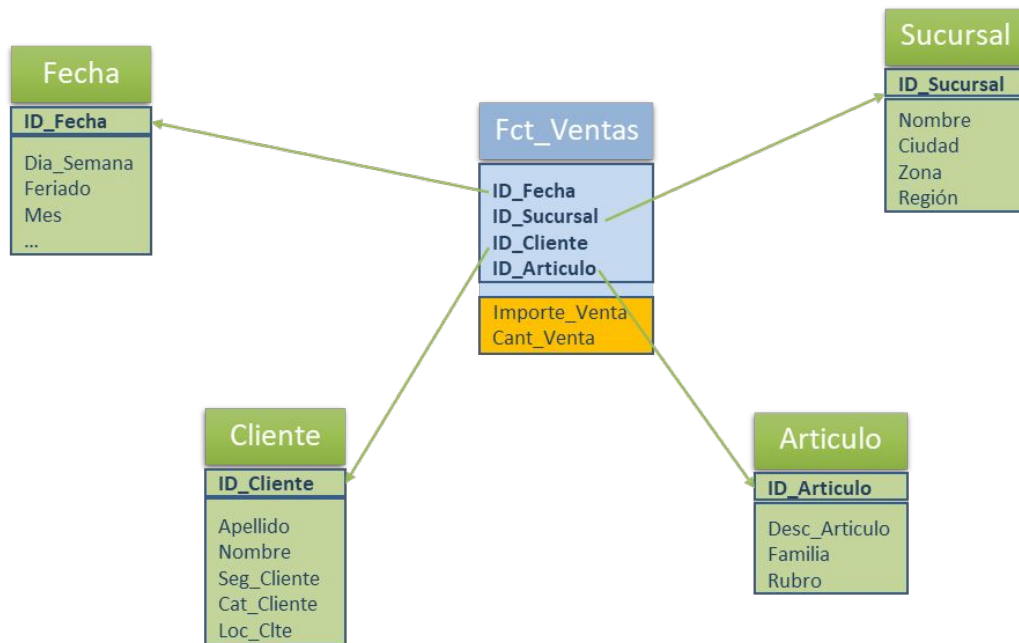 Fecha
ID_Fecha
Dia_Semana
Feriado
Mes
...
Fct_Ventas
ID_Fecha
ID_Sucursal
ID_Cliente
ID_Articulo
Importe_Venta
Cant_Venta
Sucursal
ID_Sucursal
Nombre
Ciudad
Zona
Región
Cliente
ID_Cliente
Apellido
Nombre
Seg_Cliente
Cat_Cliente
Loc_Clte
Articulo
ID_Articulo
Desc_Articulo
Familia
Rubro